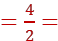 = 4/2 =